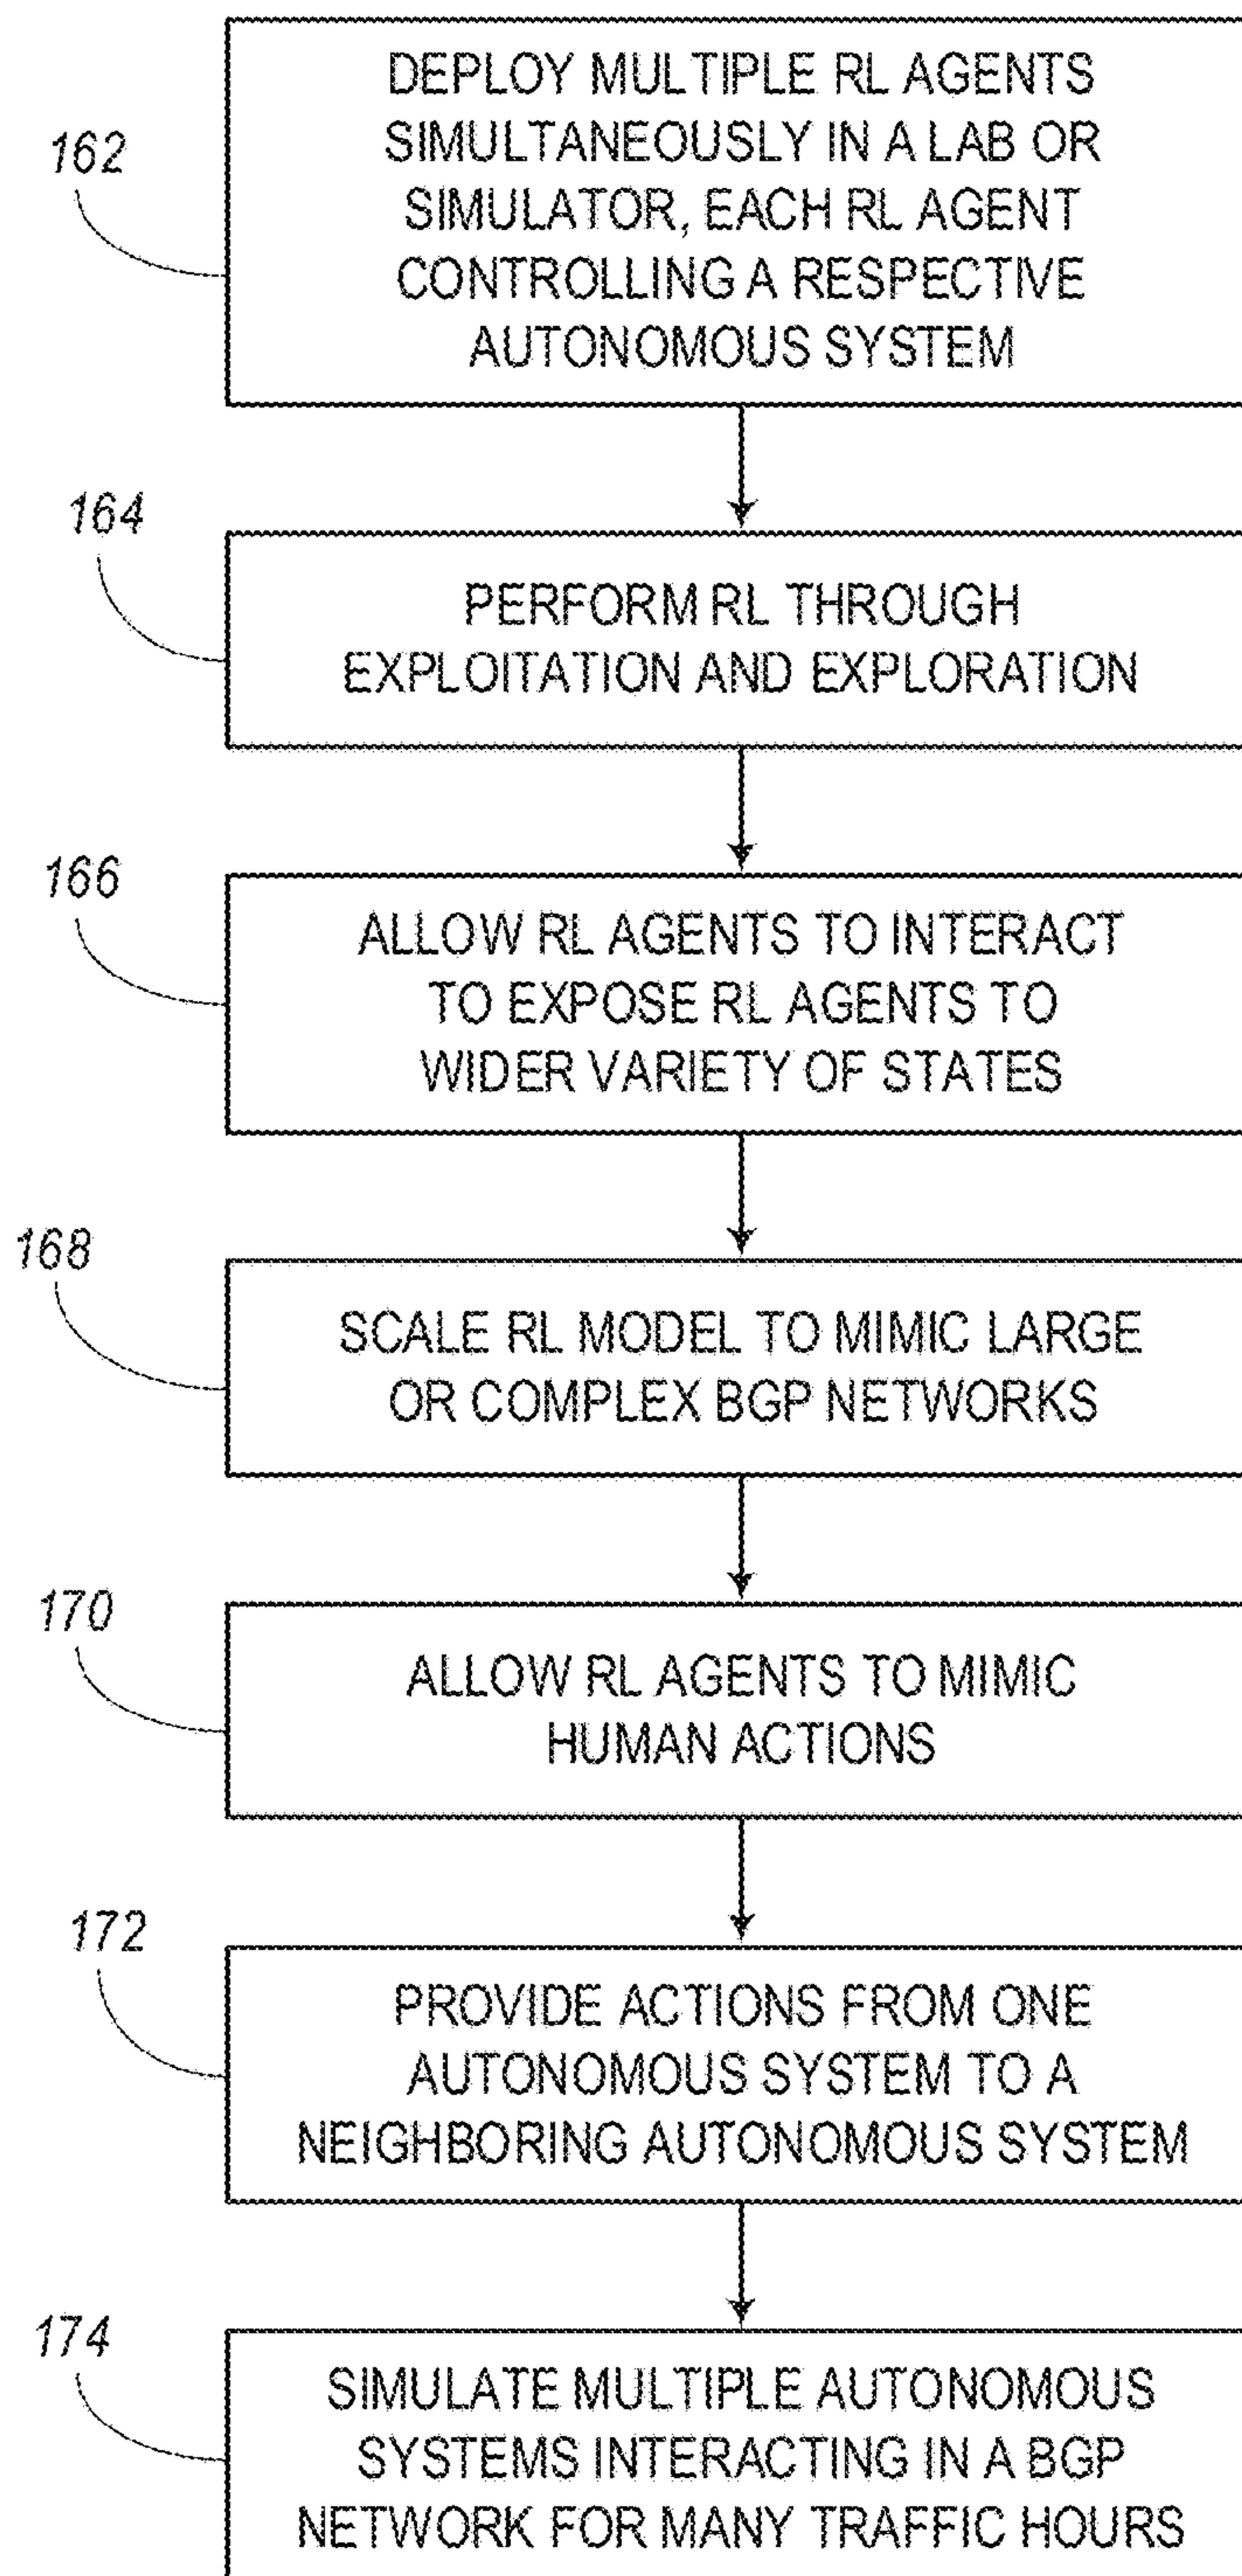 162
DEPLOY MULTIPLE RL AGENTS
SIMULTANEOUSLY IN A LAB OR
SIMULATOR, EACH RL AGENT
CONTROLLING A RESPECTIVE
AUTONOMOUS SYSTEM
164
PERFORM RL THROUGH
EXPLOITATION AND EXPLORATION
166
ALLOW RL AGENTS TO INTERACT
TO EXPOSE RL AGENTS TO
WIDER VARIETY OF STATES
168
SCALE RL MODEL TO MIMIC LARGE
OR COMPLEX BGP NETWORKS
170
ALLOW RL AGENTS TO MIMIC
HUMAN ACTIONS
172
PROVIDE ACTIONS FROM ONE
AUTONOMOUS SYSTEM TO A
NEIGHBORING AUTONOMOUS SYSTEM
174
SIMULATE MULTIPLE AUTONOMOUS
SYSTEMS INTERACTING IN A BGP
NETWORK FOR MANY TRAFFIC HOURS